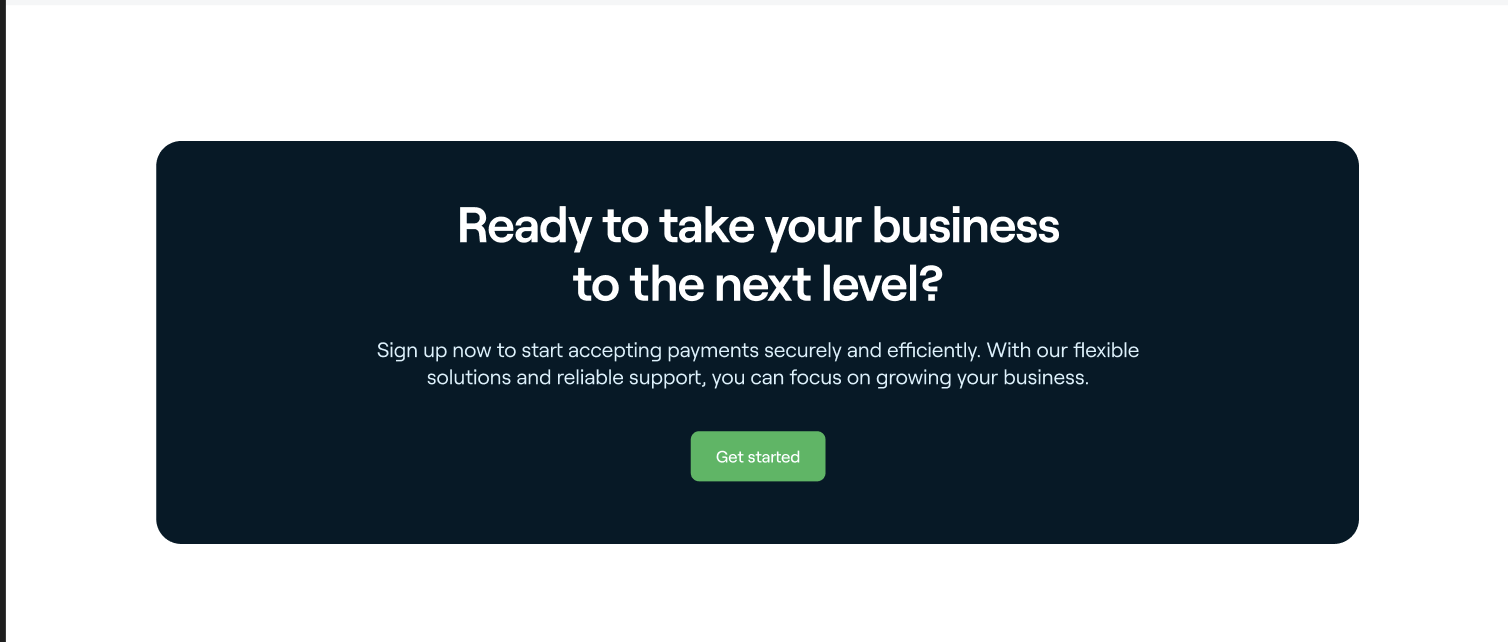 Ready to take your business
to the next level?
Sign up now to start accepting payments securely and efficiently. With our flexible
solutions and reliable support, you can focus on growing your business.
Get started